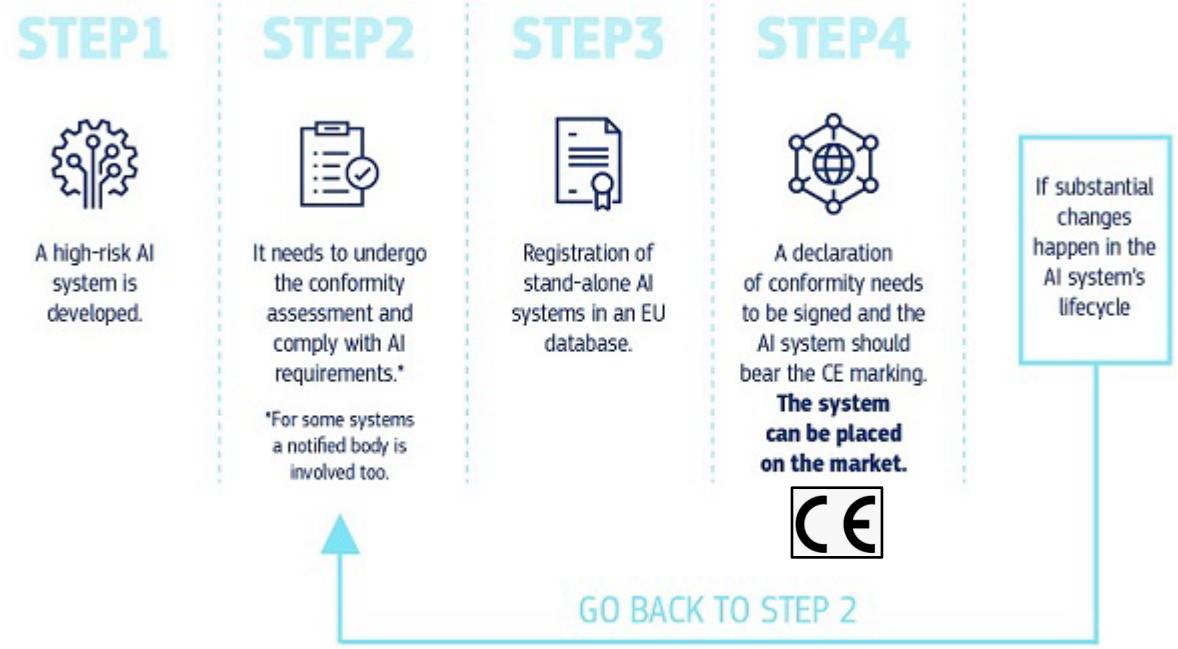 STEP1
A high-risk AI
system is
developed.
STEP2
It needs to undergo
the conformity
assessment and
comply with AI
requirements.*
*For some systems
a notified body is
involved too.
STEP3
Registration of
stand-alone AI
systems in an EU
database.
STEP4
A declaration
of conformity needs
to be signed and the
AI system should
bear the CE marking.
The system
can be placed
on the market.
CE
If substantial
changes
happen in the
AI system's
lifecycle
GO BACK TO STEP 2